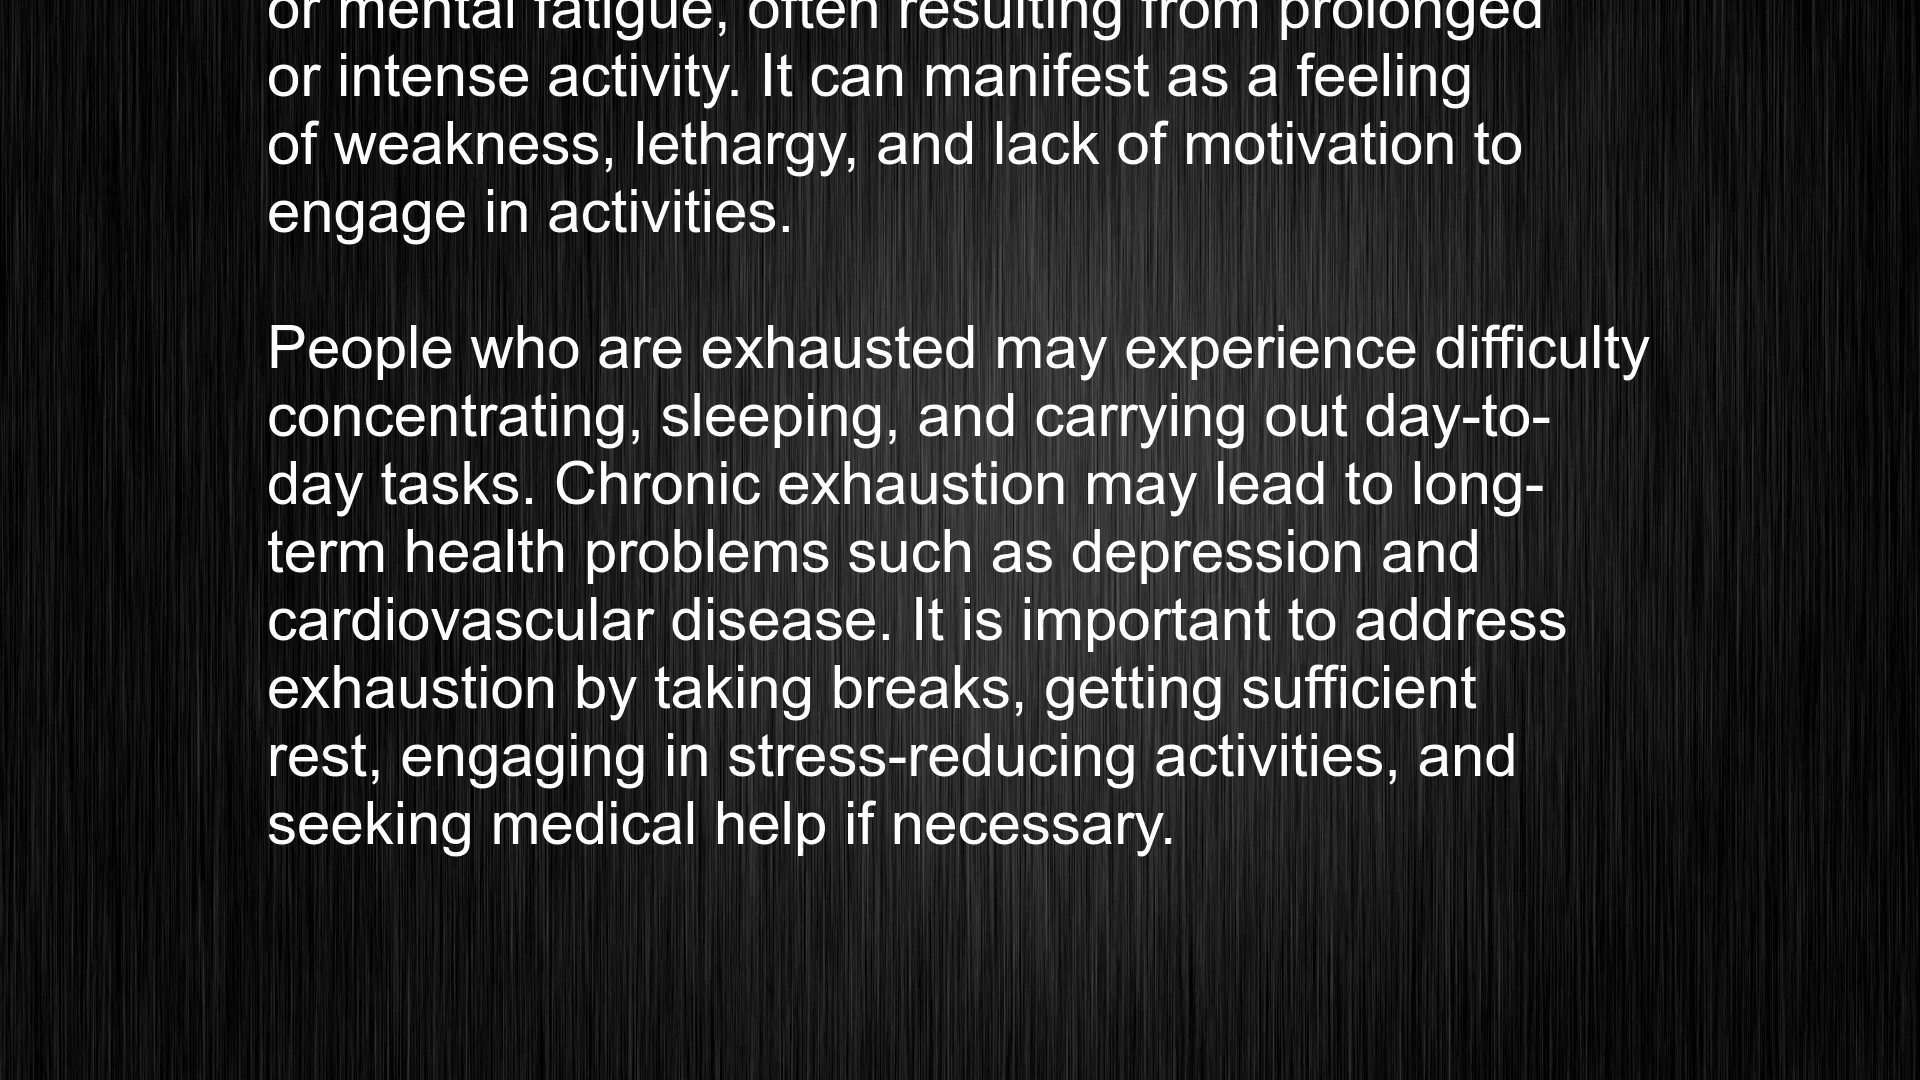 or mental fatigue, often resulting from prolonged
or intense activity. It can manifest as a feeling
of weakness, lethargy, and lack of motivation to
engage in activities.
People who are exhausted may experience difficulty
concentrating, sleeping, and carrying out day-to-
day tasks. Chronic exhaustion may lead to long-
term health problems such as depression and
cardiovascular disease. It is important to address
exhaustion by taking breaks, getting sufficient
rest, engaging in stress-reducing activities, and
seeking medical help if necessary.